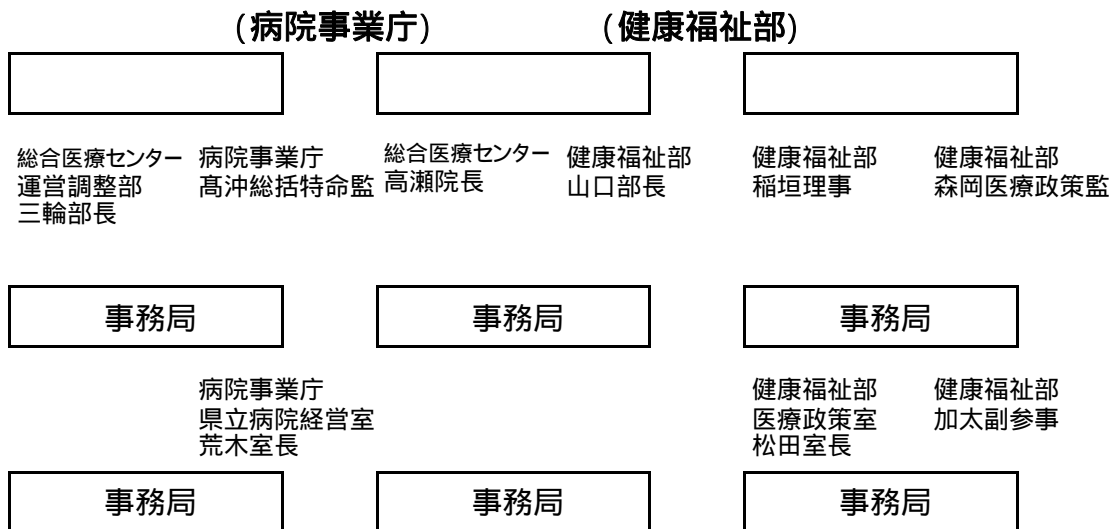 (病院事業庁) (健康福祉部)
総合医療センター
運営調整部
三輪部長
病院事業庁
髙沖総括特命監
総合医療センター
高瀬院長
健康福祉部
山口部長
健康福祉部
稲垣理事
健康福祉部
森岡医療政策監
事務局 事務局 事務局
病院事業庁
県立病院経営室
荒木室長
健康福祉部
医療政策室
松田室長
健康福祉部
加太副参事
事務局 事務局 事務局